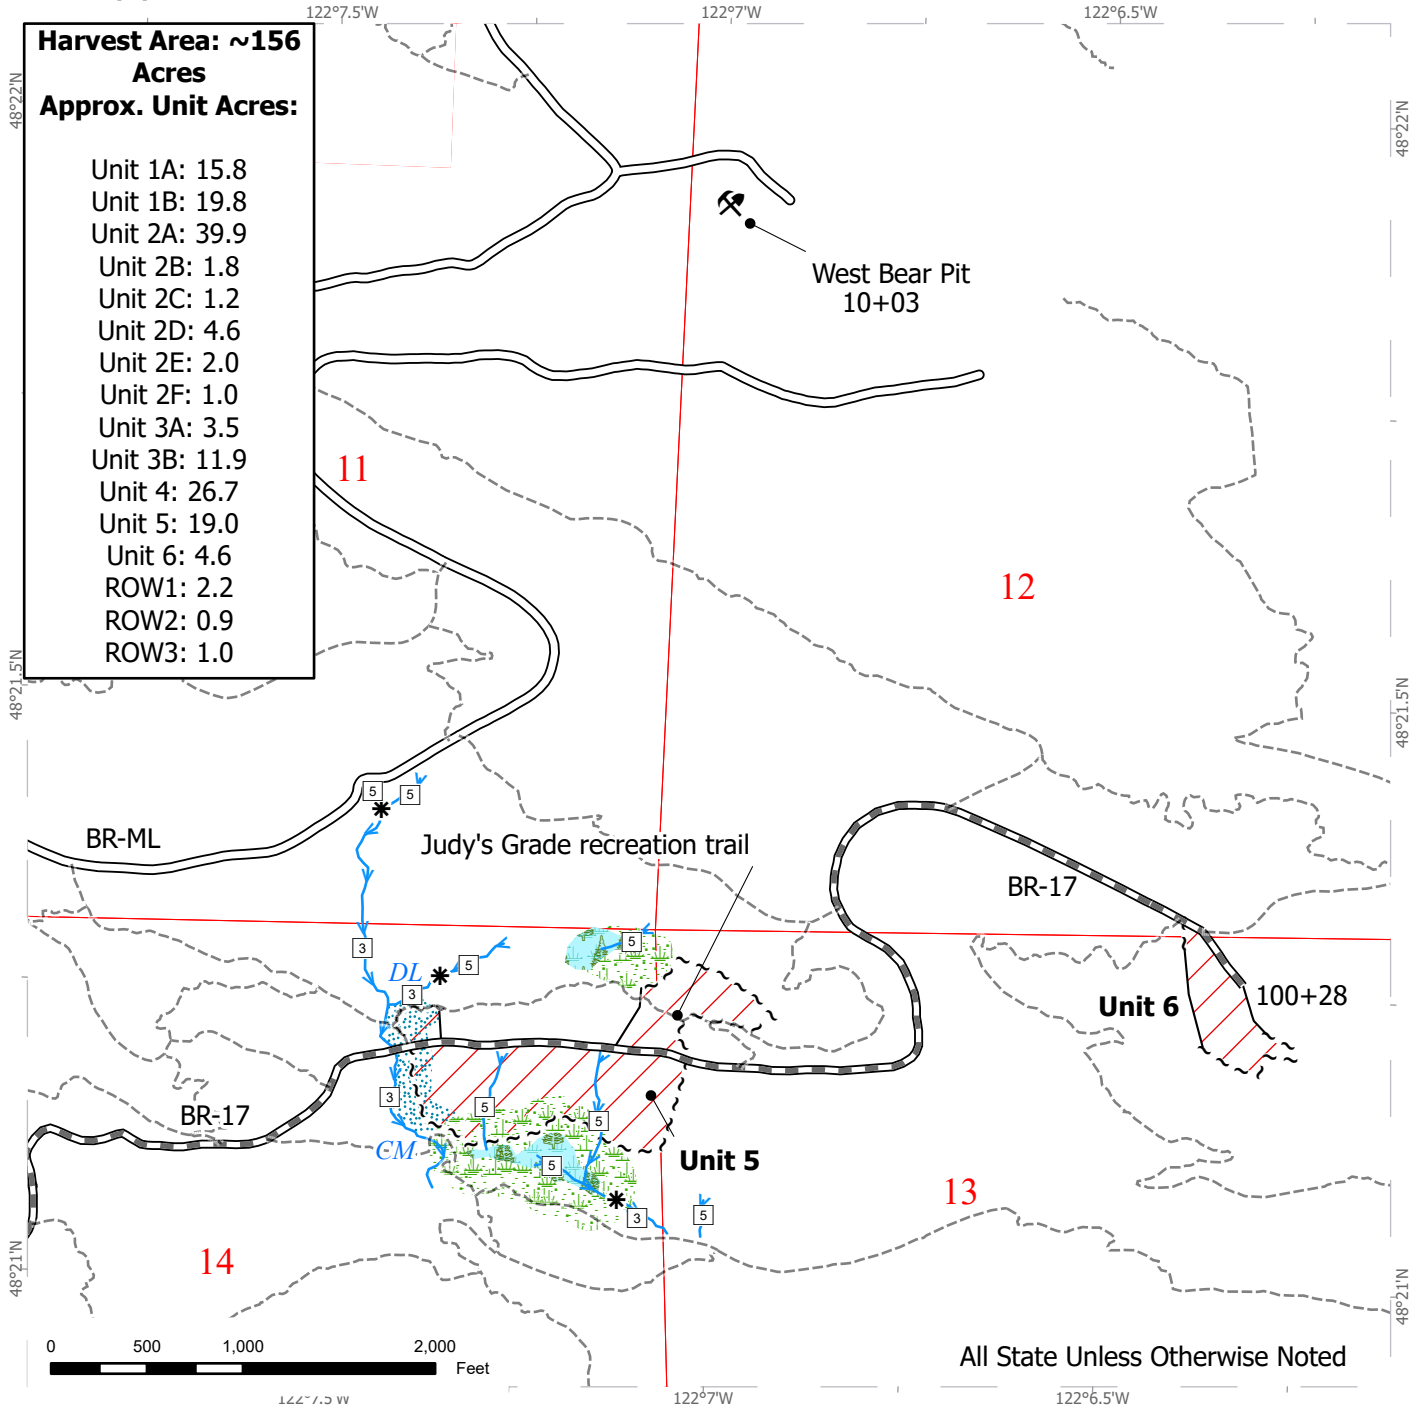 122°7.5'W
122°7'W
122°6.5'W
48°22'N
48°22'N
Harvest Area: ~156
Acres
Approx. Unit Acres:
Unit 1A: 15.8
Unit 1B: 19.8
Unit 2A: 39.9
Unit 2B: 1.8
Unit 2C: 1.2
Unit 2D: 4.6
Unit 2E: 2.0
Unit 2F: 1.0
Unit 3A: 3.5
Unit 3B: 11.9
Unit 4: 26.7
Unit 5: 19.0
Unit 6: 4.6
ROW1: 2.2
ROW2: 0.9
ROW3: 1.0
West Bear Pit
10+03
11
12
48°21.5'N
48°21.5'N
5
5
BR-ML
Judy's Grade recreation trail
BR-17
3
5
5
DL
3
Unit 6
100+28
3
5
5
BR-17
CM
5
Unit 5
3
5
13
14
48°21'N
48°21'N
0
500
1,000
2,000
Feet
All State Unless Otherwise Noted
122°7.5'W
122°7'W
122°6.5'W